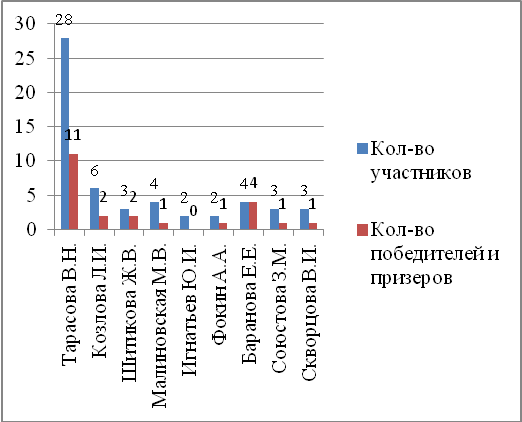 30
25
20
15
10
5
0
28
11
6
2
3
2
4
1
2
0
2
1
4
4
3
1
3
1
Тарасова В.Н.
Козлова Л.И.
Шитикова Ж.В.
Малиновская М.В.
Игнатьев Ю.И.
Фокин А.А.
Баранова Е.Е.
Союстова З.М.
Скворцова В.И.
Кол-во
участников
Кол-во
победителей и
призеров